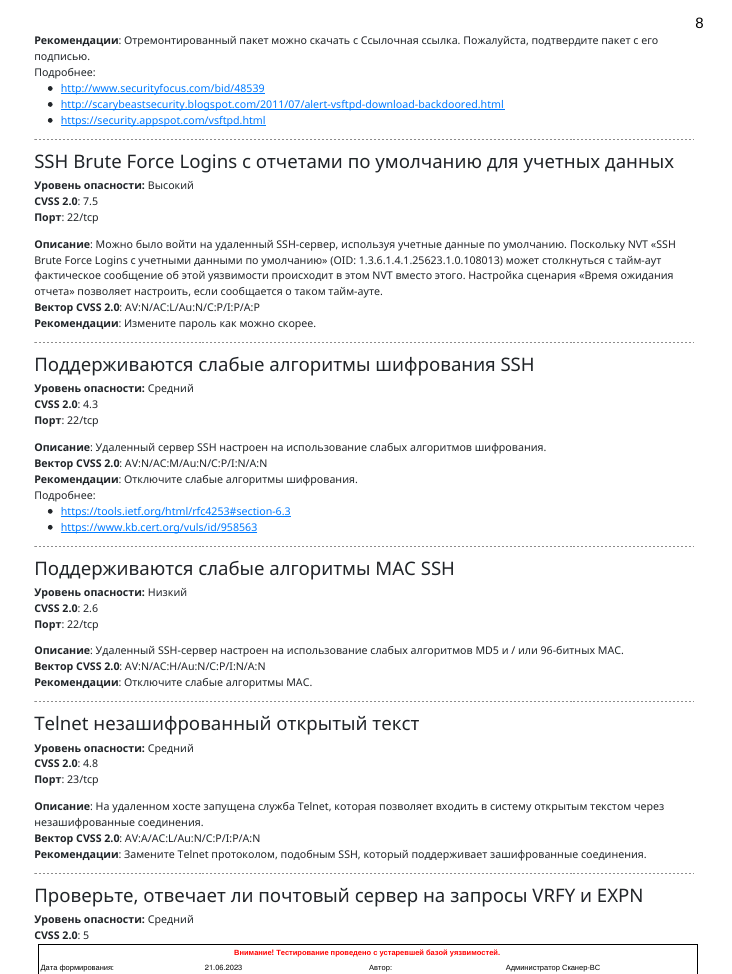 8
Рекомендации: Отремонтированный пакет можно скачать с Ссылочная ссылка. Пожалуйста, подтвердите пакет с его
подписью.
Подробнее:
• http://www.securityfocus.com/bid/48539
• http://scarybeastsecurity.blogspot.com/2011/07/alert-vsftpd-download-backdoored.html
• https://security.appspot.com/vsftpd.html
SSH Brute Force Logins с отчетами по умолчанию для учетных данных
Уровень опасности: Высокий
CVSS 2.0: 7.5
Порт: 22/tcp
Описание: Можно было войти на удаленный SSH-сервер, используя учетные данные по умолчанию. Поскольку NVT «SSH
Brute Force Logins с учетными данными по умолчанию» (OID: 1.3.6.1.4.1.25623.1.0.108013) может столкнуться с тайм-аут
фактическое сообщение об этой уязвимости происходит в этом NVT вместо этого. Настройка сценария «Время ожидания
отчета» позволяет настроить, если сообщается о таком тайм-ауте.
Вектор CVSS 2.0: AV:N/AC:L/Au:N/C:P/I:P/A:P
Рекомендации: Измените пароль как можно скорее.
Поддерживаются слабые алгоритмы шифрования SSH
Уровень опасности: Средний
CVSS 2.0: 4.3
Порт: 22/tcp
Описание: Удаленный сервер SSH настроен на использование слабых алгоритмов шифрования.
Вектор CVSS 2.0: AV:N/AC:M/Au:N/C:P/I:N/A:N
Рекомендации: Отключите слабые алгоритмы шифрования.
Подробнее:
• https://tools.ietf.org/html/rfc4253#section-6.3
• https://www.kb.cert.org/vuls/id/958563
Поддерживаются слабые алгоритмы MAC SSH
Уровень опасности: Низкий
CVSS 2.0: 2.6
Порт: 22/tcp
Описание: Удаленный SSH-сервер настроен на использование слабых алгоритмов MD5 и / или 96-битных MAC.
Вектор CVSS 2.0: AV:N/AC:H/Au:N/C:P/I:N/A:N
Рекомендации: Отключите слабые алгоритмы MAC.
Telnet незашифрованный открытый текст
Уровень опасности: Средний
CVSS 2.0: 4.8
Порт: 23/tcp
Описание: На удаленном хосте запущена служба Telnet, которая позволяет входить в систему открытым текстом через
незашифрованные соединения.
Вектор CVSS 2.0: AV:A/AC:L/Au:N/C:P/I:P/A:N
Рекомендации: Замените Telnet протоколом, подобным SSH, который поддерживает зашифрованные соединения.
Проверьте, отвечает ли почтовый сервер на запросы VRFY и EXPN
Уровень опасности: Средний
CVSS 2.0: 5
Внимание! Тестирование проведено с устаревшей базой уязвимостей.
Дата формирования: 21.06.2023 Автор: Администратор Сканер-ВС